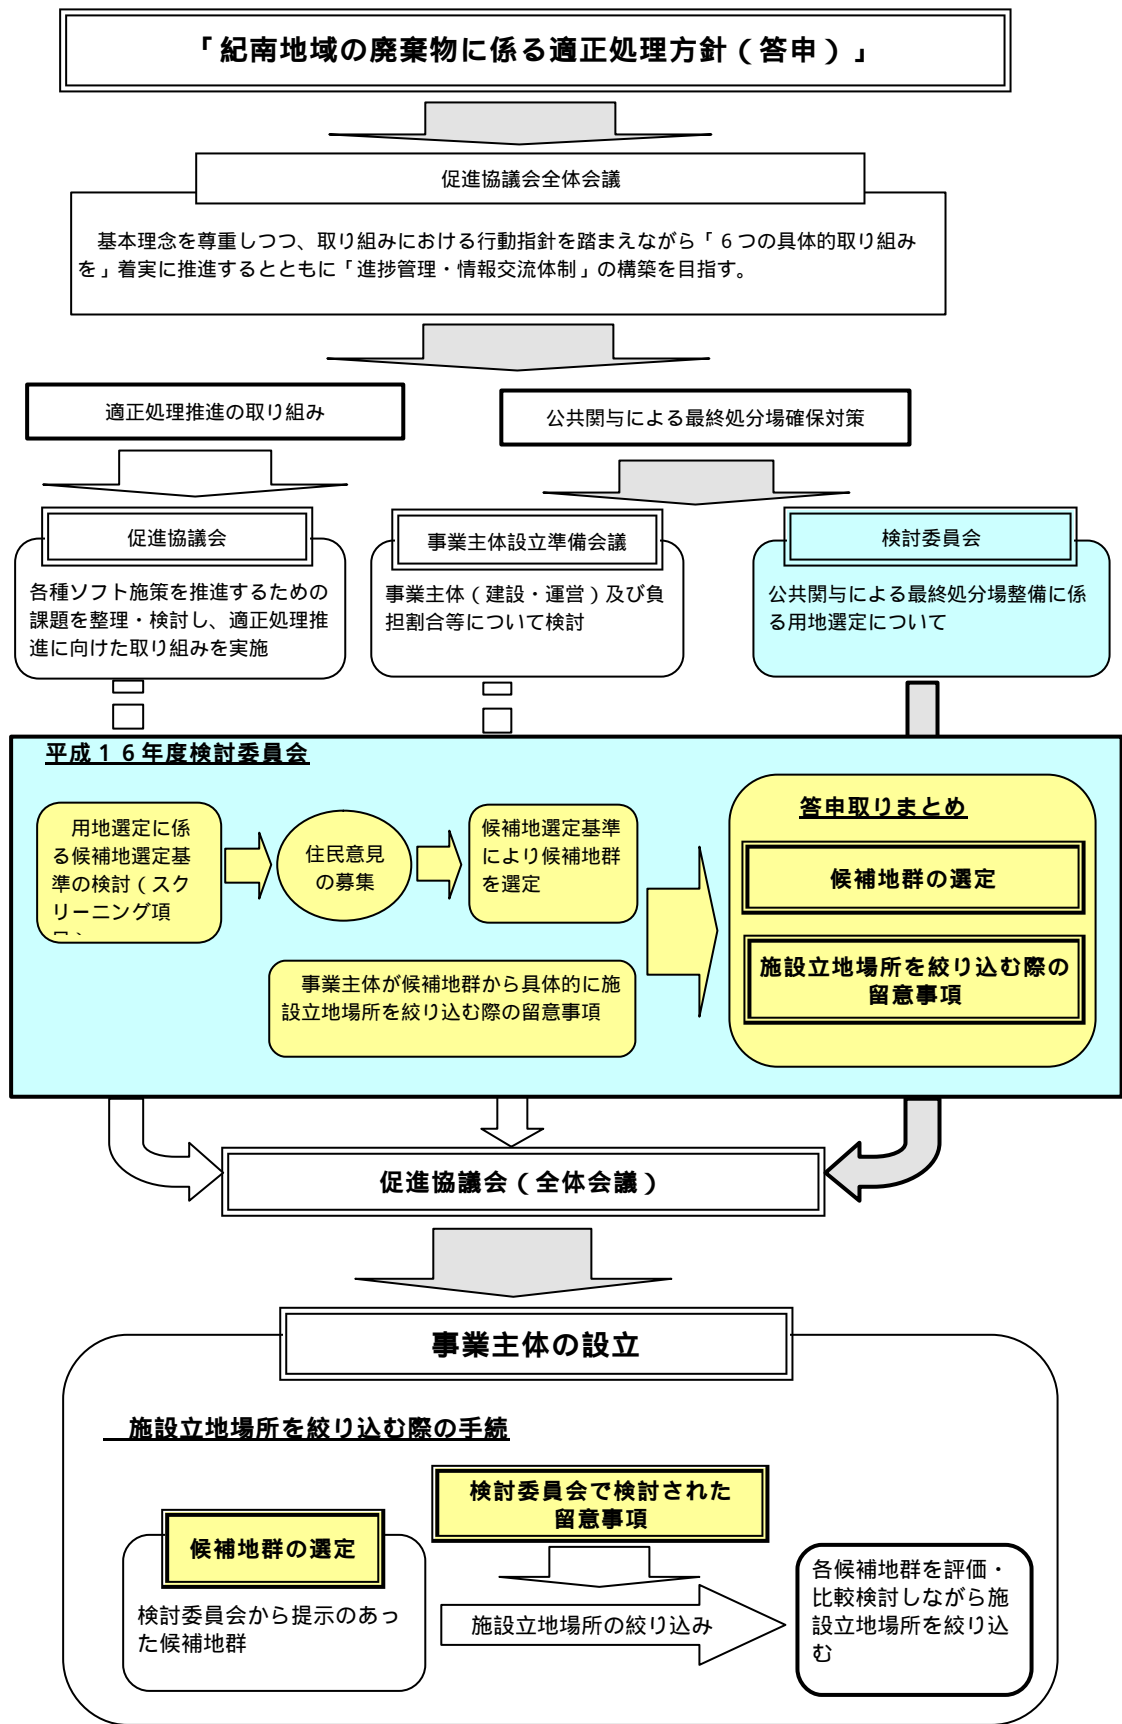 「紀南地域の廃棄物に係る適正処理方針（答申）」
促進協議会全体会議
基本理念を尊重しつつ、取り組みにおける行動指針を踏まえながら「６つの具体的取り組み
を」着実に推進するとともに「進捗管理・情報交流体制」の構築を目指す。
適正処理推進の取り組み
公共関与による最終処分場確保対策
促進協議会
各種ソフト施策を推進するための
課題を整理・検討し、適正処理推
進に向けた取り組みを実施
事業主体設立準備会議
事業主体（建設・運営）及び負
担割合等について検討
検討委員会
公共関与による最終処分場整備に係
る用地選定について
平成１６年度検討委員会
用地選定に係
る候補地選定基
準の検討（スク
リーニング項
住民意見
の募集
候補地選定基準
により候補地群
を選定
事業主体が候補地群から具体的に施
設立地場所を絞り込む際の留意事項
答申取りまとめ
候補地群の選定
施設立地場所を絞り込む際の
留意事項
促進協議会（全体会議）
事業主体の設立
施設立地場所を絞り込む際の手続
検討委員会で検討された
留意事項
候補地群の選定
検討委員会から提示のあっ
た候補地群
施設立地場所の絞り込み
各候補地群を評価・
比較検討しながら施
設立地場所を絞り込
む